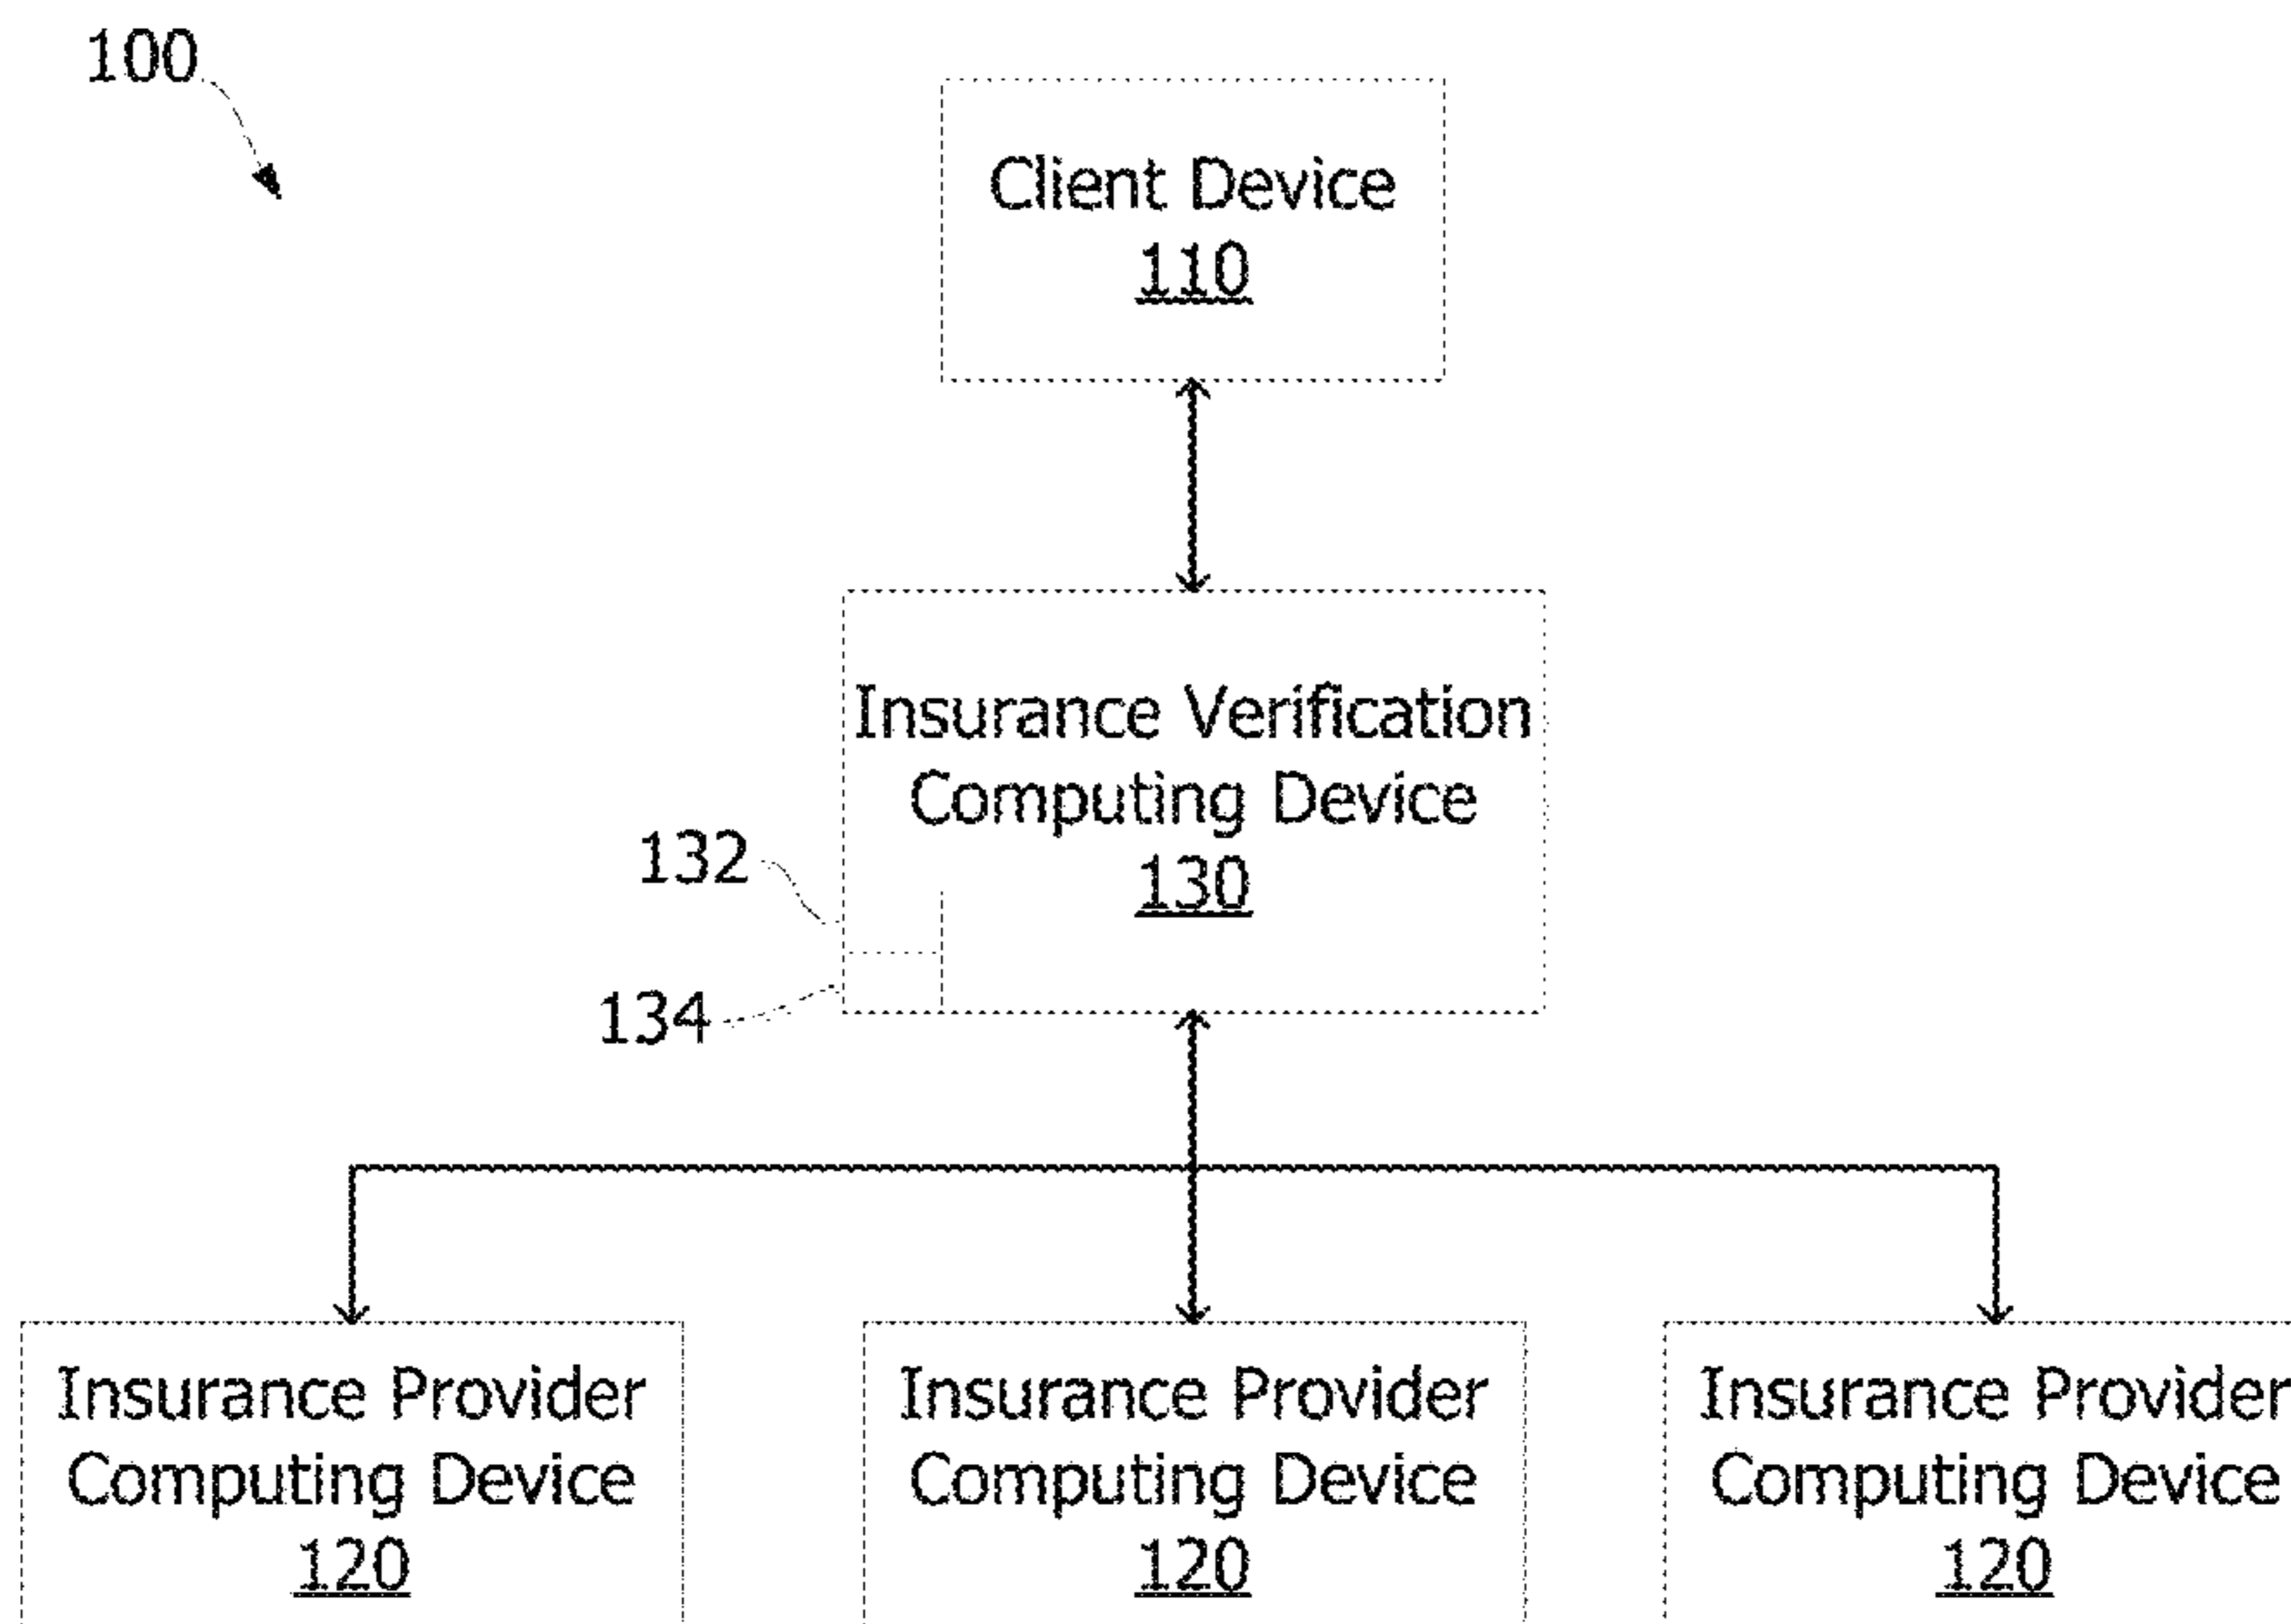 100
Client Device
110
Insurance Verification
Computing Device
130
132
134
Insurance Provider
Computing Device
120
Insurance Provider
Computing Device
120
Insurance Provider
Computing Device
120